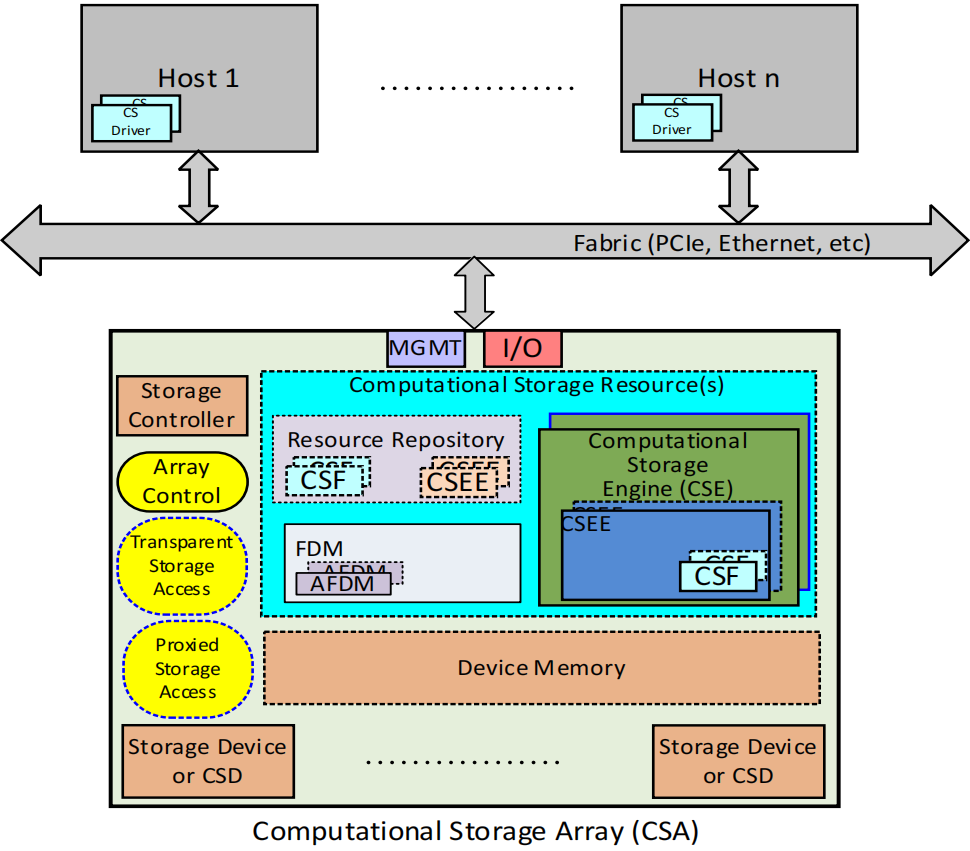 Host 1
CS
CS
Driver
Host n
CS
CS
Driver
Fabric (PCIe, Ethernet, etc)
MGMT
I/O
Computational Storage Resource(s)
Storage
Controller
Resource Repository
CSF
CSF
CSEE
CSEE
Computational
Storage
Engine (CSE)
CSEE
CSEE
CSF
CSF
Array
Control
FDM
AFDM
AFDM
Transparent
Storage
Access
Proxied
Storage
Access
Device Memory
Storage Device
or CSD
Storage Device
or CSD
Computational Storage Array (CSA)